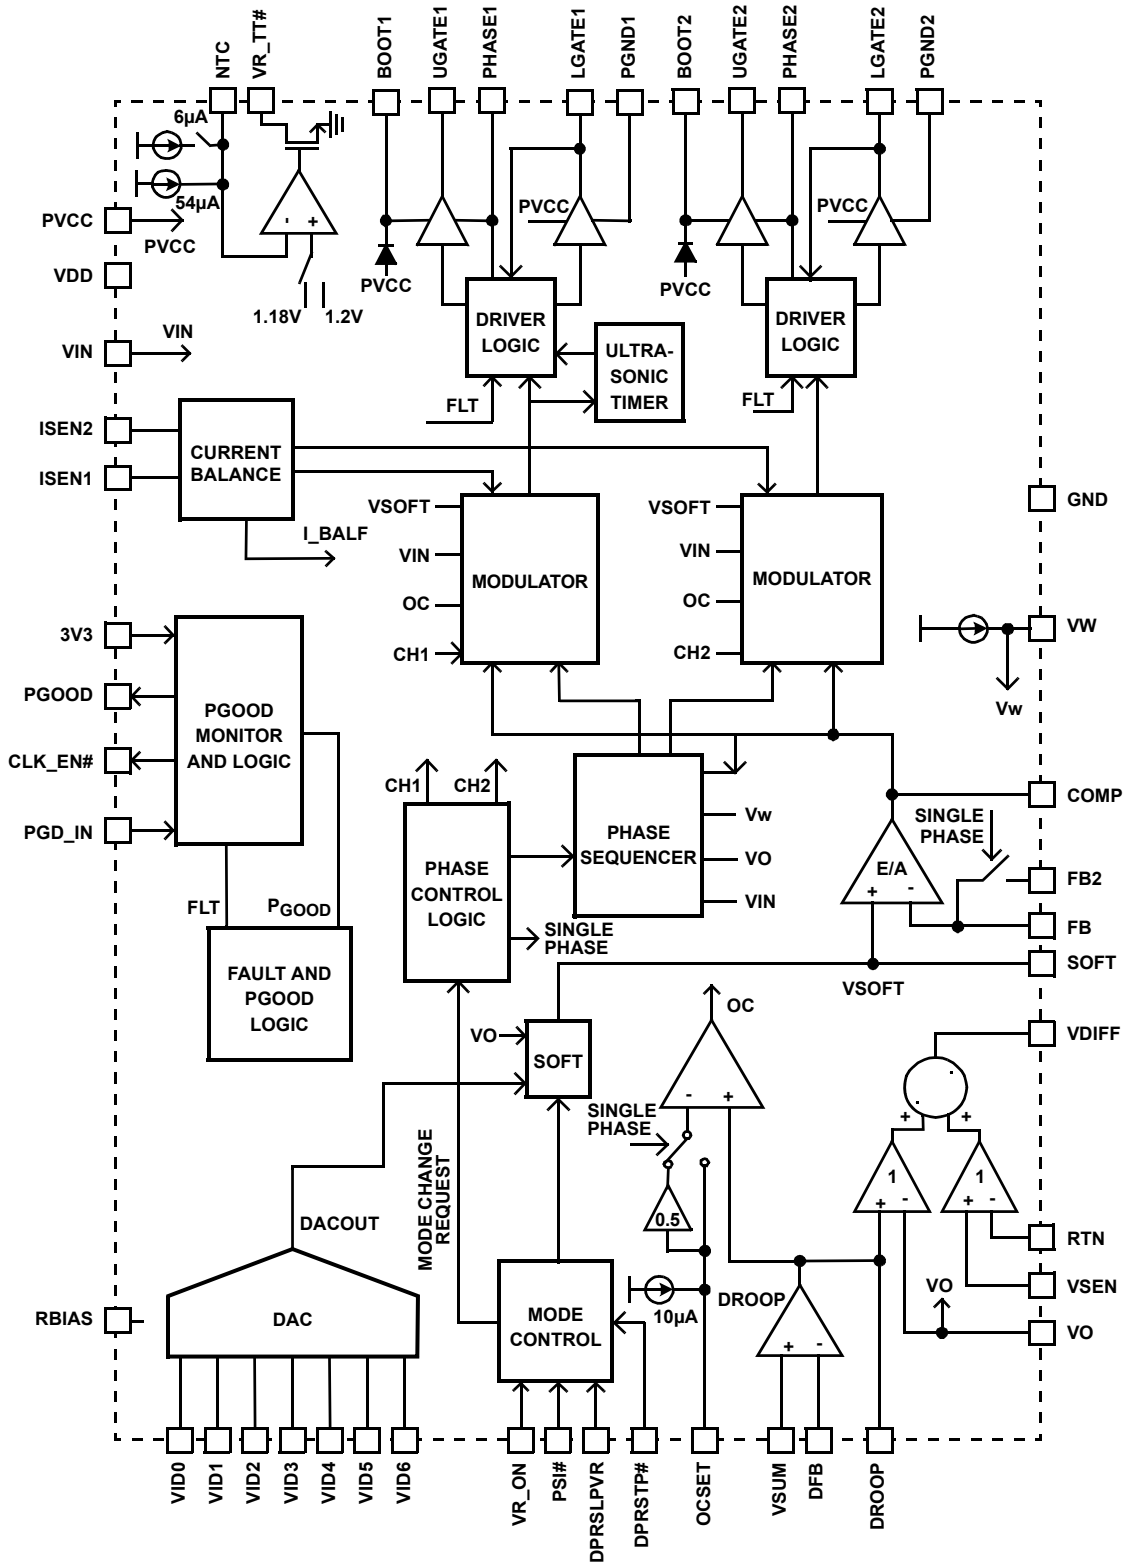 NTC
VR_TT#
BOOT1
UGATE1
PHASE1
LGATE1
PGND1
BOOT2
UGATE2
PHASE2
LGATE2
PGND2
6µA
54µA
PVCC
PVCC
- +
1.18V
1.2V
PVCC
PVCC
PVCC
PVCC
VDD
VIN
VIN
DRIVER
LOGIC
ULTRA-
SONIC
TIMER
DRIVER
LOGIC
FLT
FLT
ISEN2
ISEN1
CURRENT
BALANCE
I_BALF
VSOFT
VIN
OC
CH1
MODULATOR
VSOFT
VIN
OC
CH2
MODULATOR
GND
VW
Vw
3V3
PGOOD
CLK_EN#
PGD_IN
PGOOD
MONITOR
AND LOGIC
FLT
PGOOD
FAULT AND
PGOOD
LOGIC
CH1
CH2
PHASE
CONTROL
LOGIC
PHASE
SEQUENCER
Vw
VO
VIN
SINGLE
PHASE
E/A
+ -
SINGLE
PHASE
COMP
FB2
FB
SOFT
VSOFT
VO
SOFT
OC
- +
SINGLE
PHASE
0.5
VDIFF
- -
+ +
1
+ -
1
+ -
RTN
VSEN
VO
VO
MODE CHANGE
REQUEST
DACOUT
DAC
RBIAS
MODE
CONTROL
10µA
DROOP
+ -
VID0
VID1
VID2
VID3
VID4
VID5
VID6
VR_ON
PSI#
DPRSLPVR
DPRSTP#
OCSET
VSUM
DFB
DROOP